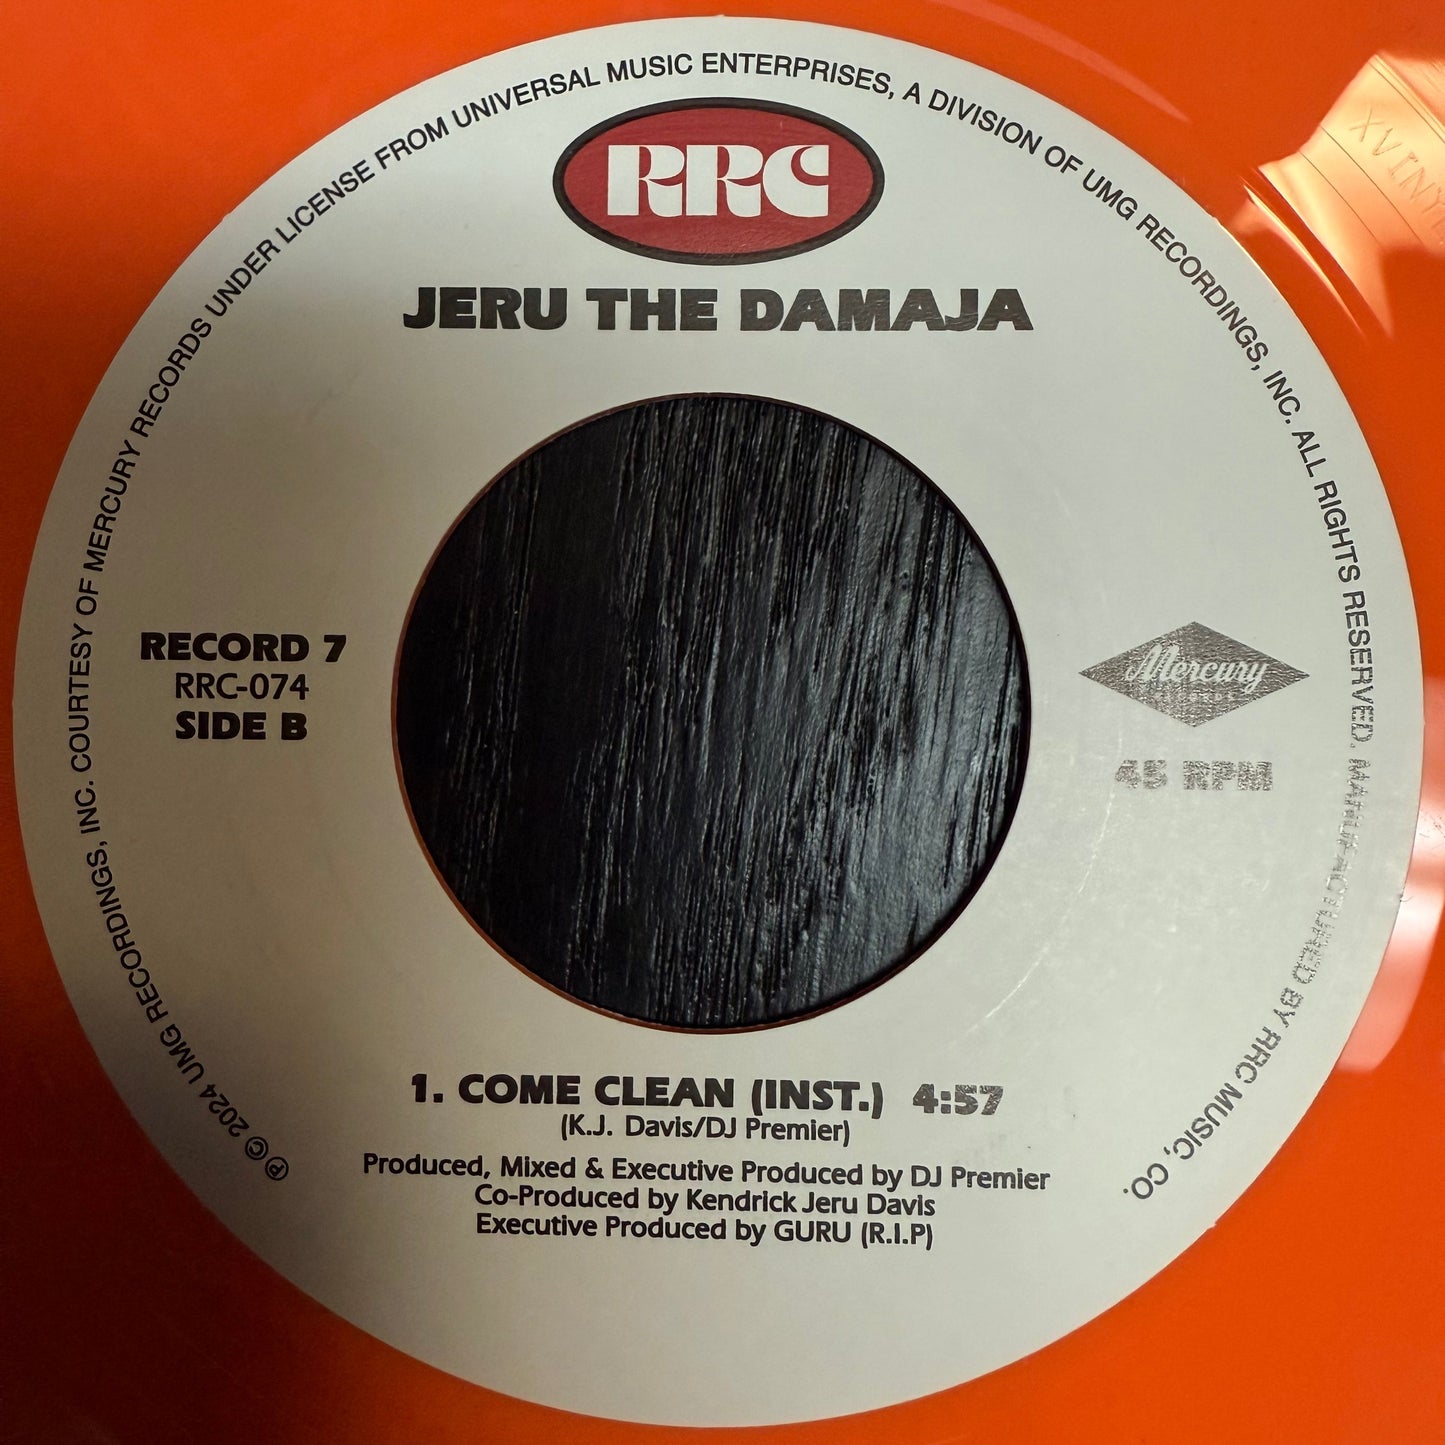 ℗© 2024 UMG RECORDINGS, INC. COURTESY OF MERCURY RECORDS UNDER LICENSE FROM UNIVERSAL MUSIC ENTERPRISES, A DIVISION OF UMG RECORDINGS, INC. ALL RIGHTS RESERVED. MANUFACTURED BY RRC MUSIC, CO.
RRC
JERU THE DAMAJA
RECORD 7
RRC-074
SIDE B
Mercury
45 RPM
1. COME CLEAN (INST.) 4:57
(K.J. Davis/DJ Premier)
Produced, Mixed & Executive Produced by DJ Premier
Co-Produced by Kendrick Jeru Davis
Executive Produced by GURU (R.I.P)